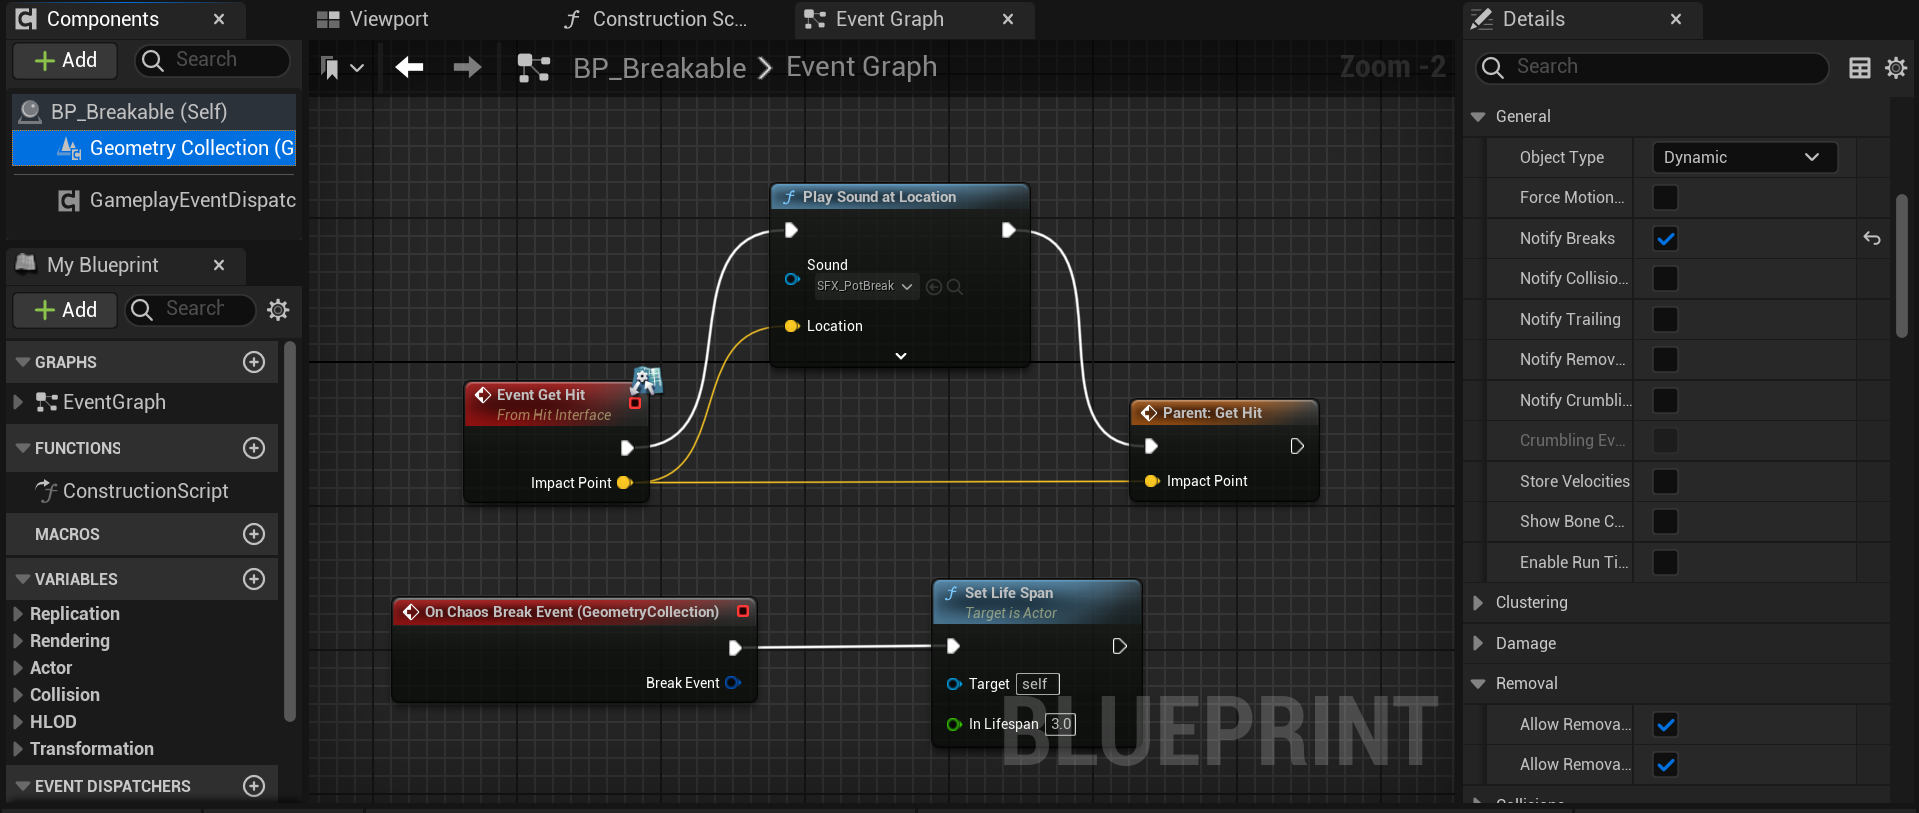 Components
Add
Search
BP_Breakable (Self)
Geometry Collection (G
GameplayEventDispatc
My Blueprint
Add
Search
GRAPHS
EventGraph
FUNCTIONS
ConstructionScript
MACROS
VARIABLES
Replication
Rendering
Actor
Collision
HLOD
Transformation
EVENT DISPATCHERS
Viewport
Construction Sc...
Event Graph
BP_Breakable
Event Graph
Zoom -2
Play Sound at Location
Sound
SFX_PotBreak
Location
Event Get Hit
From Hit Interface
Impact Point
Parent: Get Hit
Impact Point
On Chaos Break Event (GeometryCollection)
Break Event
Set Life Span
Target is Actor
Target self
In Lifespan 3.0
BLUEPRINT
Details
Search
General
Object Type Dynamic
Force Motion...
Notify Breaks
Notify Collisio...
Notify Trailing
Notify Remov...
Notify Crumbli...
Crumbling Ev...
Store Velocities
Show Bone C...
Enable Run Ti...
Clustering
Damage
Removal
Allow Remova...
Allow Remova...
Collisions